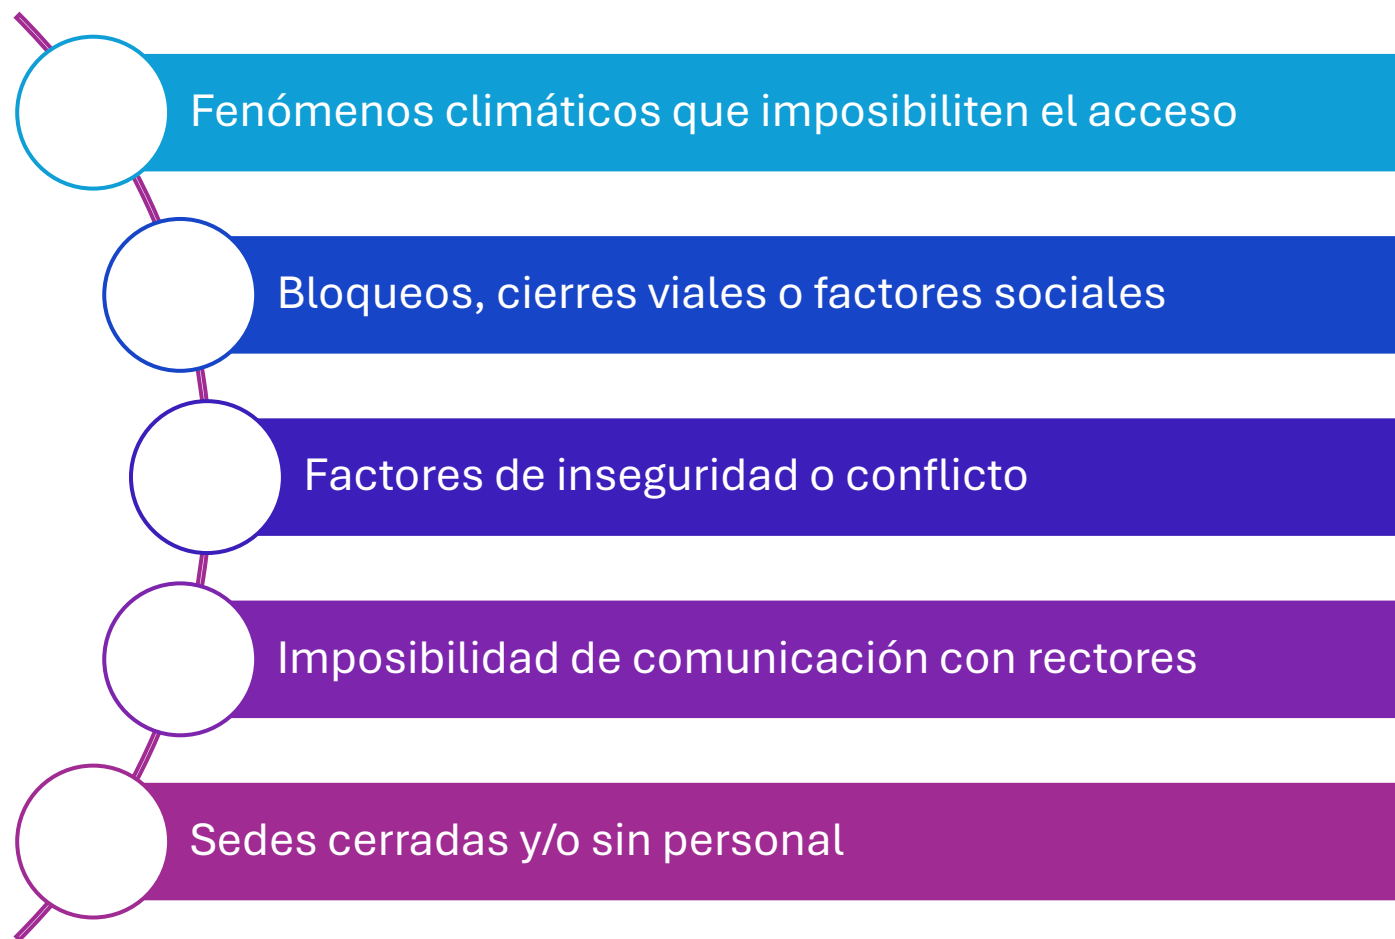 Fenómenos climáticos que imposibiliten el acceso
Bloqueos, cierres viales o factores sociales
Factores de inseguridad o conflicto
Imposibilidad de comunicación con rectores
Sedes cerradas y/o sin personal